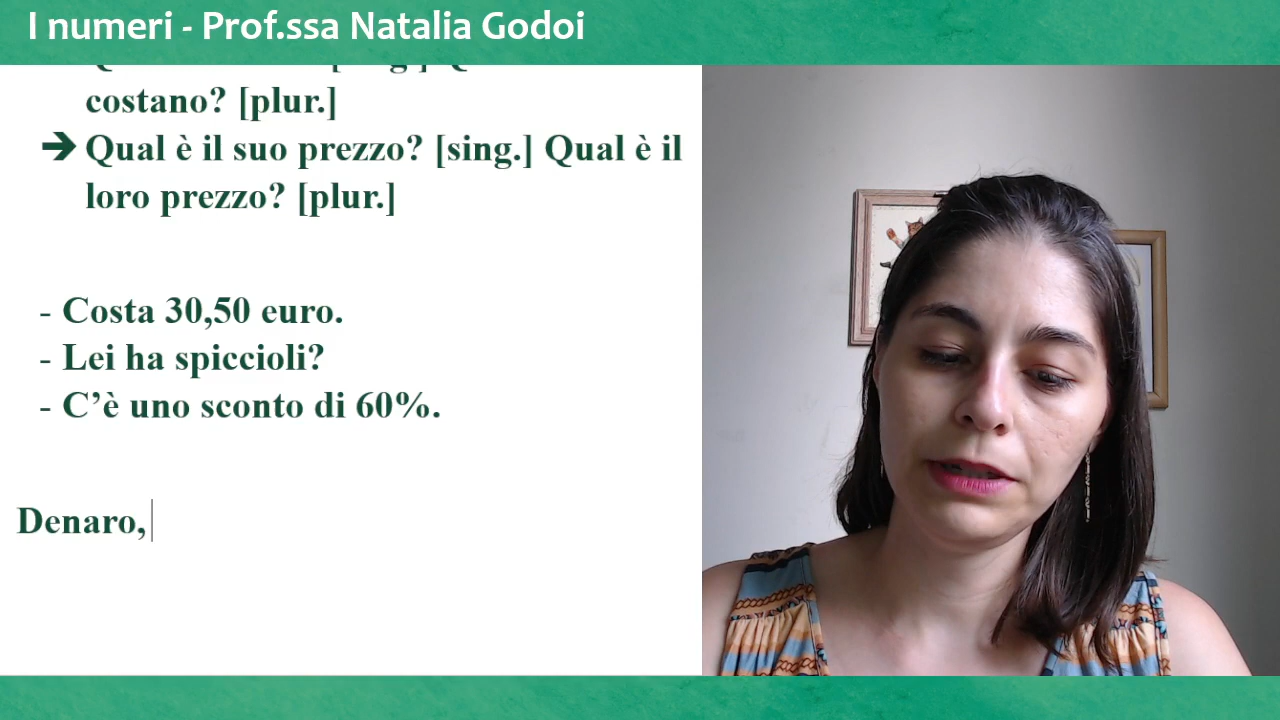 I numeri - Prof.ssa Natalia Godoi
costano? [plur.]
➔ Qual è il suo prezzo? [sing.] Qual è il
loro prezzo? [plur.]
- Costa 30,50 euro.
- Lei ha spiccioli?
- C’è uno sconto di 60%.
Denaro,